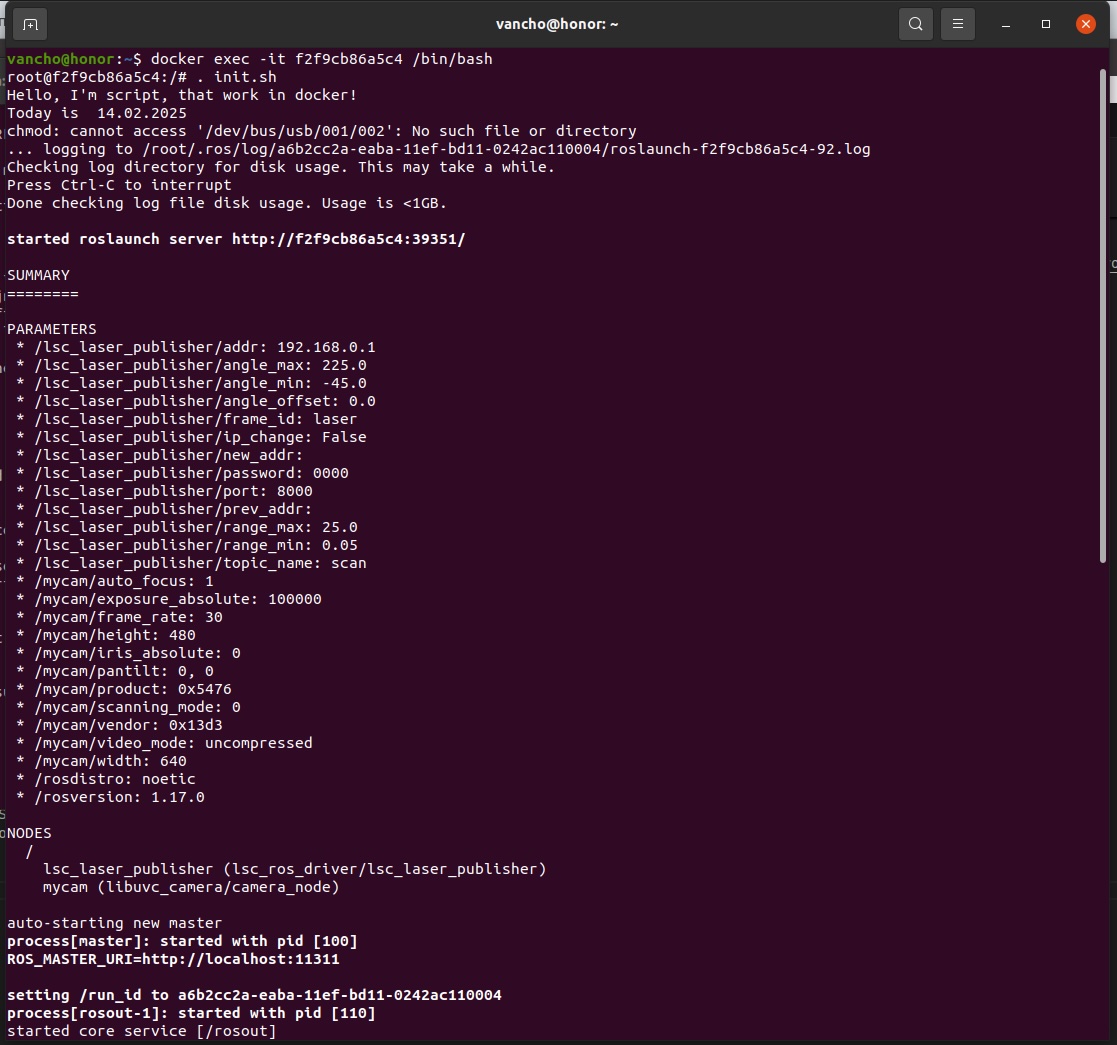 vancho@honor: ~
vancho@honor:~$ docker exec -it f2f9cb86a5c4 /bin/bash
root@f2f9cb86a5c4:/# . init.sh
Hello, I'm script, that work in docker!
Today is  14.02.2025
chmod: cannot access '/dev/bus/usb/001/002': No such file or directory
... logging to /root/.ros/log/a6b2cc2a-eaba-11ef-bd11-0242ac110004/roslaunch-f2f9cb86a5c4-92.log
Checking log directory for disk usage. This may take a while.
Press Ctrl-C to interrupt
Done checking log file disk usage. Usage is <1GB.
started roslaunch server http://f2f9cb86a5c4:39351/
SUMMARY
========
PARAMETERS
 * /lsc_laser_publisher/addr: 192.168.0.1
 * /lsc_laser_publisher/angle_max: 225.0
 * /lsc_laser_publisher/angle_min: -45.0
 * /lsc_laser_publisher/angle_offset: 0.0
 * /lsc_laser_publisher/frame_id: laser
 * /lsc_laser_publisher/ip_change: False
 * /lsc_laser_publisher/new_addr:
 * /lsc_laser_publisher/password: 0000
 * /lsc_laser_publisher/port: 8000
 * /lsc_laser_publisher/prev_addr:
 * /lsc_laser_publisher/range_max: 25.0
 * /lsc_laser_publisher/range_min: 0.05
 * /lsc_laser_publisher/topic_name: scan
 * /mycam/auto_focus: 1
 * /mycam/exposure_absolute: 100000
 * /mycam/frame_rate: 30
 * /mycam/height: 480
 * /mycam/iris_absolute: 0
 * /mycam/pantilt: 0, 0
 * /mycam/product: 0x5476
 * /mycam/scanning_mode: 0
 * /mycam/vendor: 0x13d3
 * /mycam/video_mode: uncompressed
 * /mycam/width: 640
 * /rosdistro: noetic
 * /rosversion: 1.17.0
NODES
  /
    lsc_laser_publisher (lsc_ros_driver/lsc_laser_publisher)
    mycam (libuvc_camera/camera_node)
auto-starting new master
process[master]: started with pid [100]
ROS_MASTER_URI=http://localhost:11311
setting /run_id to a6b2cc2a-eaba-11ef-bd11-0242ac110004
process[rosout-1]: started with pid [110]
started core service [/rosout]